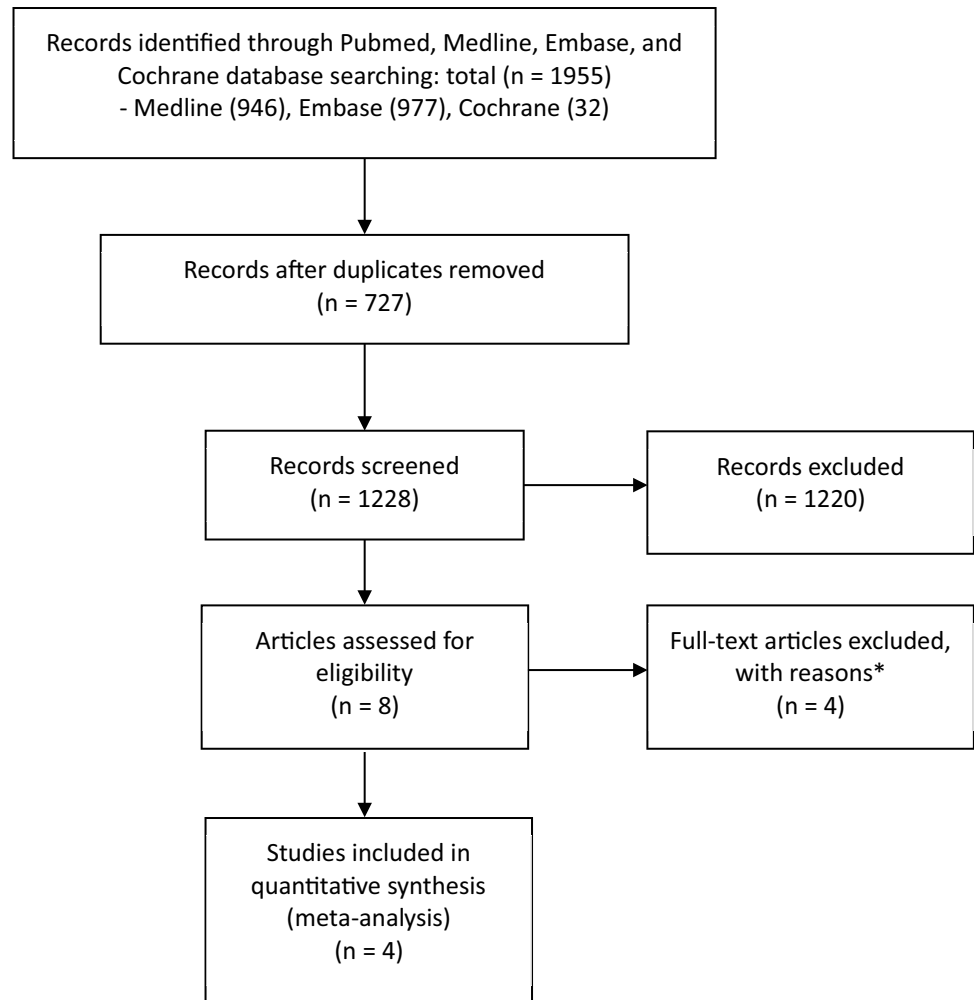 Records identified through Pubmed, Medline, Embase, and
Cochrane database searching: total (n = 1955)
- Medline (946), Embase (977), Cochrane (32)
Records after duplicates removed
(n = 727)
Records screened
(n = 1228)
Records excluded
(n = 1220)
Articles assessed for
eligibility
(n = 8)
Full-text articles excluded,
with reasons*
(n = 4)
Studies included in
quantitative synthesis
(meta-analysis)
(n = 4)